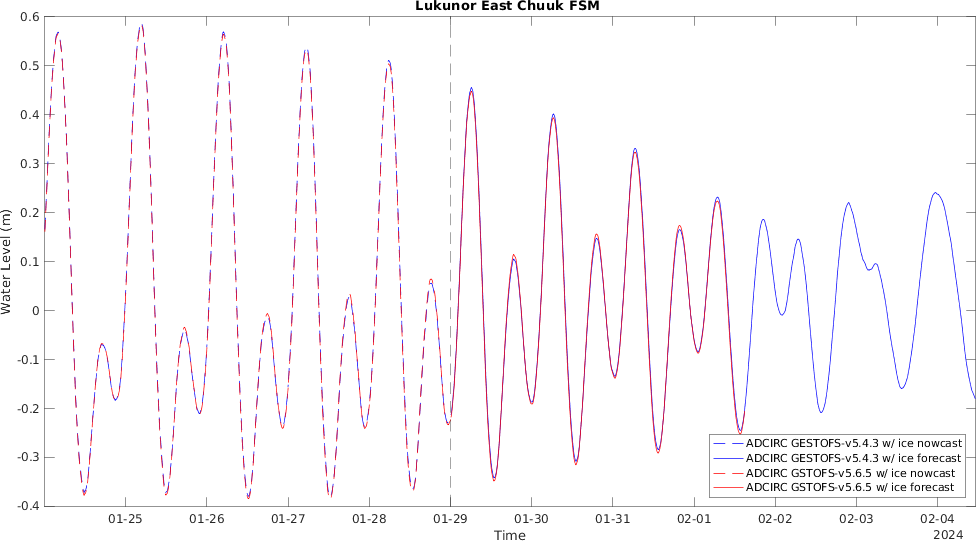 Lukunor East Chuuk FSM
0.6
0.5
0.4
0.3
0.2
0.1
0
-0.1
-0.2
-0.3
-0.4
Water Level (m)
ADCIRC GESTOFS-v5.4.3 w/ ice nowcast
ADCIRC GESTOFS-v5.4.3 w/ ice forecast
ADCIRC GSTOFS-v5.6.5 w/ ice nowcast
ADCIRC GSTOFS-v5.6.5 w/ ice forecast
01-25 01-26 01-27 01-28 01-29 01-30 01-31 02-01 02-02 02-03 02-04
Time
2024